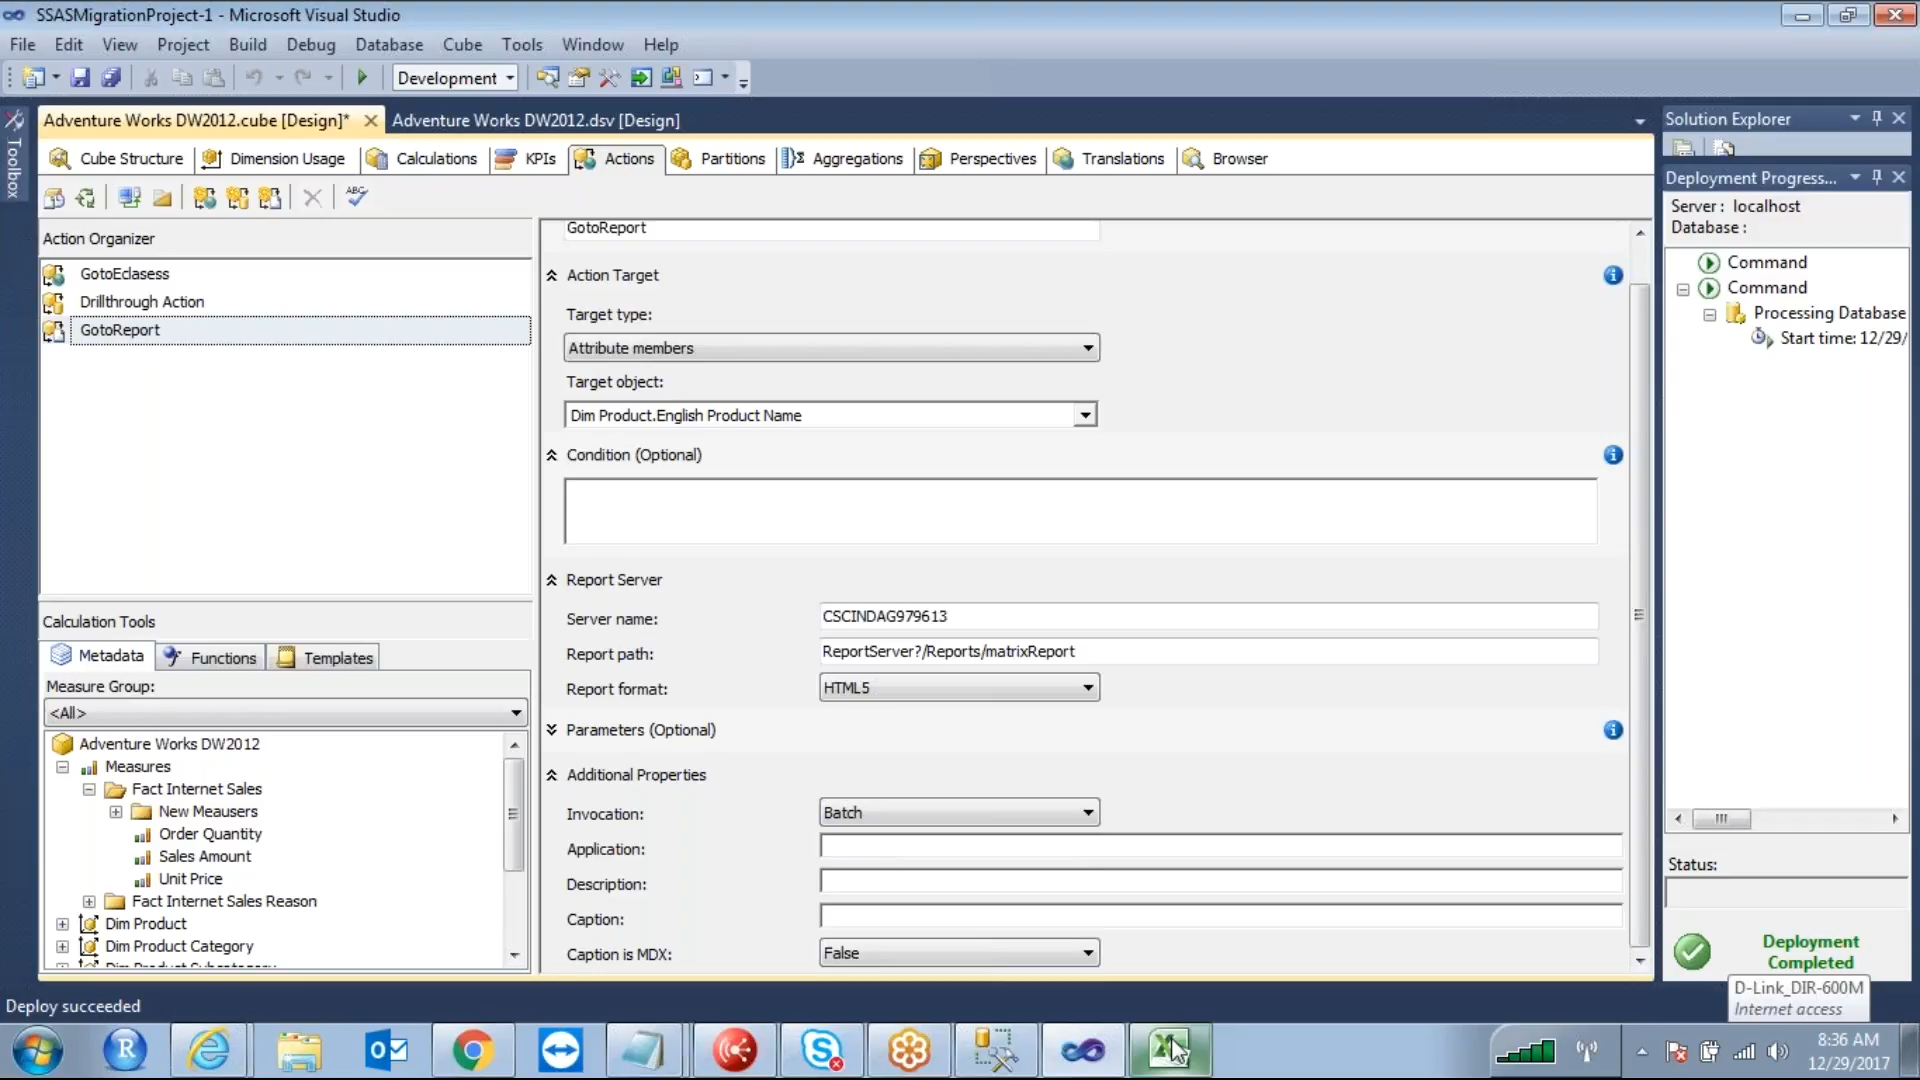 SSASMigrationProject-1 - Microsoft Visual Studio
File Edit View Project Build Debug Database Cube Tools Window Help
Development
Toolbox
Adventure Works DW2012.cube [Design]*
Adventure Works DW2012.dsv [Design]
Cube Structure
Dimension Usage
Calculations
KPIs
Actions
Partitions
Aggregations
Perspectives
Translations
Browser
ABC
Action Organizer
GotoEclasess
Drillthrough Action
GotoReport
Calculation Tools
Metadata
Functions
Templates
Measure Group:
<All>
Adventure Works DW2012
Measures
Fact Internet Sales
New Meausers
Order Quantity
Sales Amount
Unit Price
Fact Internet Sales Reason
Dim Product
Dim Product Category
GotoReport
Action Target
Target type:
Attribute members
Target object:
Dim Product.English Product Name
Condition (Optional)
Report Server
Server name:
CSCINDAG979613
Report path:
ReportServer?/Reports/matrixReport
Report format:
HTML5
Parameters (Optional)
Additional Properties
Invocation:
Batch
Application:
Description:
Caption:
Caption is MDX:
False
Solution Explorer
Deployment Progress...
Server : localhost
Database :
Command
Command
Processing Database
Start time: 12/29/
Status:
Deployment
Completed
D-Link_DIR-600M
Internet access
Deploy succeeded
8:36 AM
12/29/2017